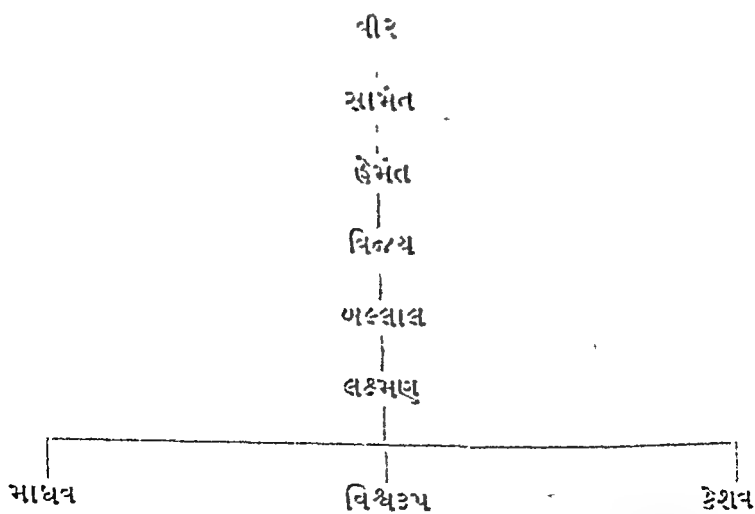 વીર
સામંત
હેમંત
વિજય
બલ્લાલ
લક્ષ્મણ
માધવ વિશ્વરૂપ કેશવ